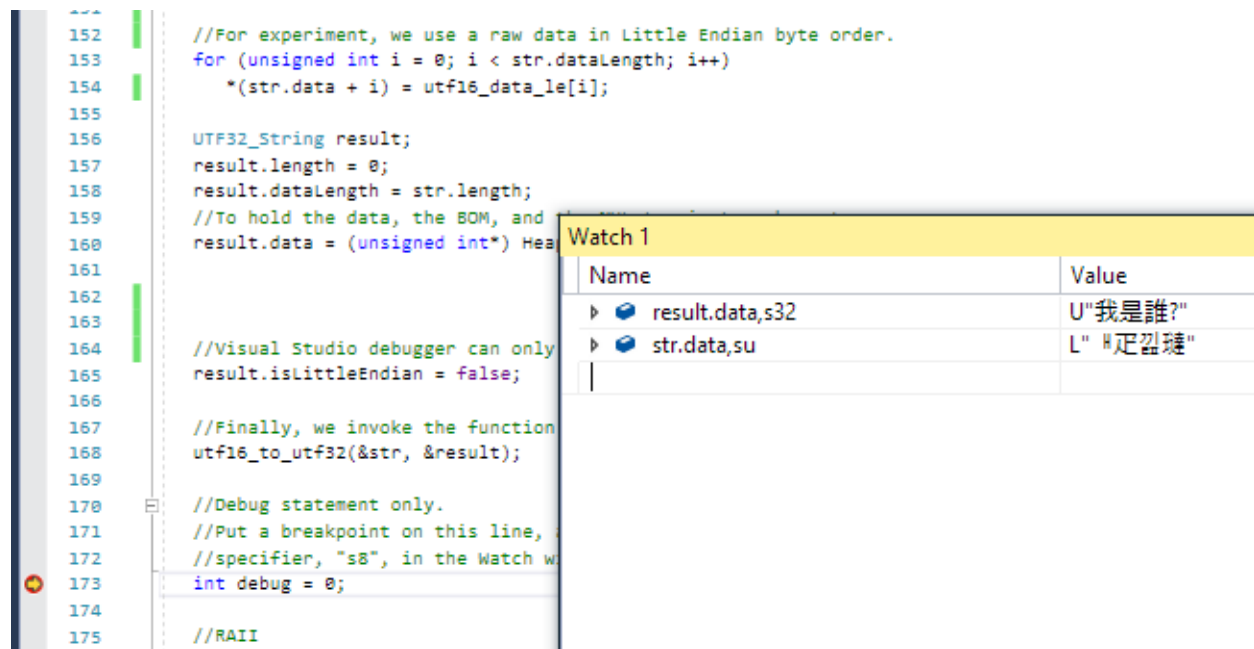 152 //For experiment, we use a raw data in Little Endian byte order.
153 for (unsigned int i = 0; i < str.dataLength; i++)
154 *(str.data + i) = utf16_data_le[i];
155
156 UTF32_String result;
157 result.length = 0;
158 result.dataLength = str.length;
159 //To hold the data, the BOM, and
160 result.data = (unsigned int*) Heap
161
162
163
164 //Visual Studio debugger can only
165 result.isLittleEndian = false;
166
167 //Finally, we invoke the function
168 utf16_to_utf32(&str, &result);
169
170 //Debug statement only.
171 //Put a breakpoint on this line,
172 //specifier, "s8", in the Watch
173 int debug = 0;
174
175 //RAII
Watch 1
Name Value
result.data,s32 U"我是誰?"
str.data,su L"